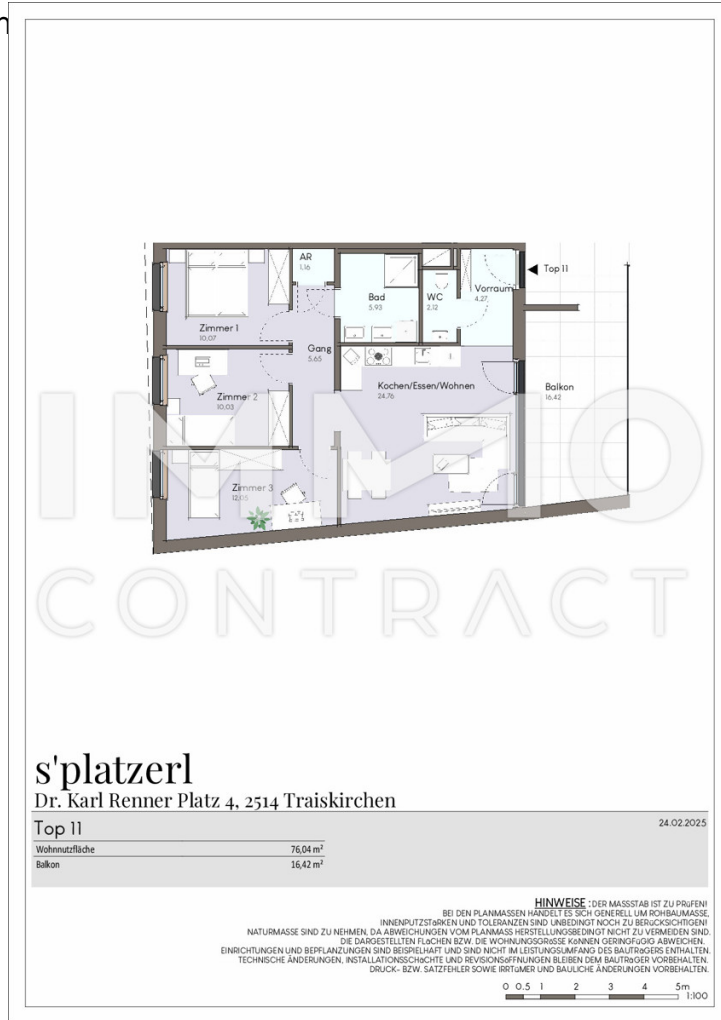 n
AR
1,16
Bad
5,93
WC
2,12
Vorraum
4,27
Top 11
Zimmer 1
10,07
Gang
5,65
Zimmer 2
10,03
Kochen/Essen/Wohnen
24,76
Balkon
16,42
Zimmer 3
12,05
IMMO
CONTRACT
s'platzerl
Dr. Karl Renner Platz 4, 2514 Traiskirchen
Top 11
24.02.2025
Wohnnutzfläche 76,04 m²
Balkon 16,42 m²
HINWEISE : DER MASSSTAB IST ZU PRüFEN!
BEI DEN PLANMASSEN HANDELT ES SICH GENERELL UM ROHBAUMASSE,
INNENPUTZSTäRKEN UND TOLERANZEN SIND UNBEDINGT NOCH ZU BERüCKSICHTIGEN!
NATURMASSE SIND ZU NEHMEN, DA ABWEICHUNGEN VOM PLANMASS HERSTELLUNGSBEDINGT NICHT ZU VERMEIDEN SIND.
DIE DARGESTELLTEN FLäCHEN BZW. DIE WOHNUNGSGRöSSE KöNNEN GERINGFüGIG ABWEICHEN.
EINRICHTUNGEN UND BEPFLANZUNGEN SIND BEISPIELHAFT UND SIND NICHT IM LEISTUNGSUMFANG DES BAUTRäGERS ENTHALTEN.
TECHNISCHE ÄNDERUNGEN, INSTALLATIONSSCHäCHTE UND REVISIONSöFFNUNGEN BLEIBEN DEM BAUTRäGER VORBEHALTEN.
DRUCK- BZW. SATZFEHLER SOWIE IRRTüMER UND BAULICHE ÄNDERUNGEN VORBEHALTEN.
0 0.5 1 2 3 4 5m
1:100